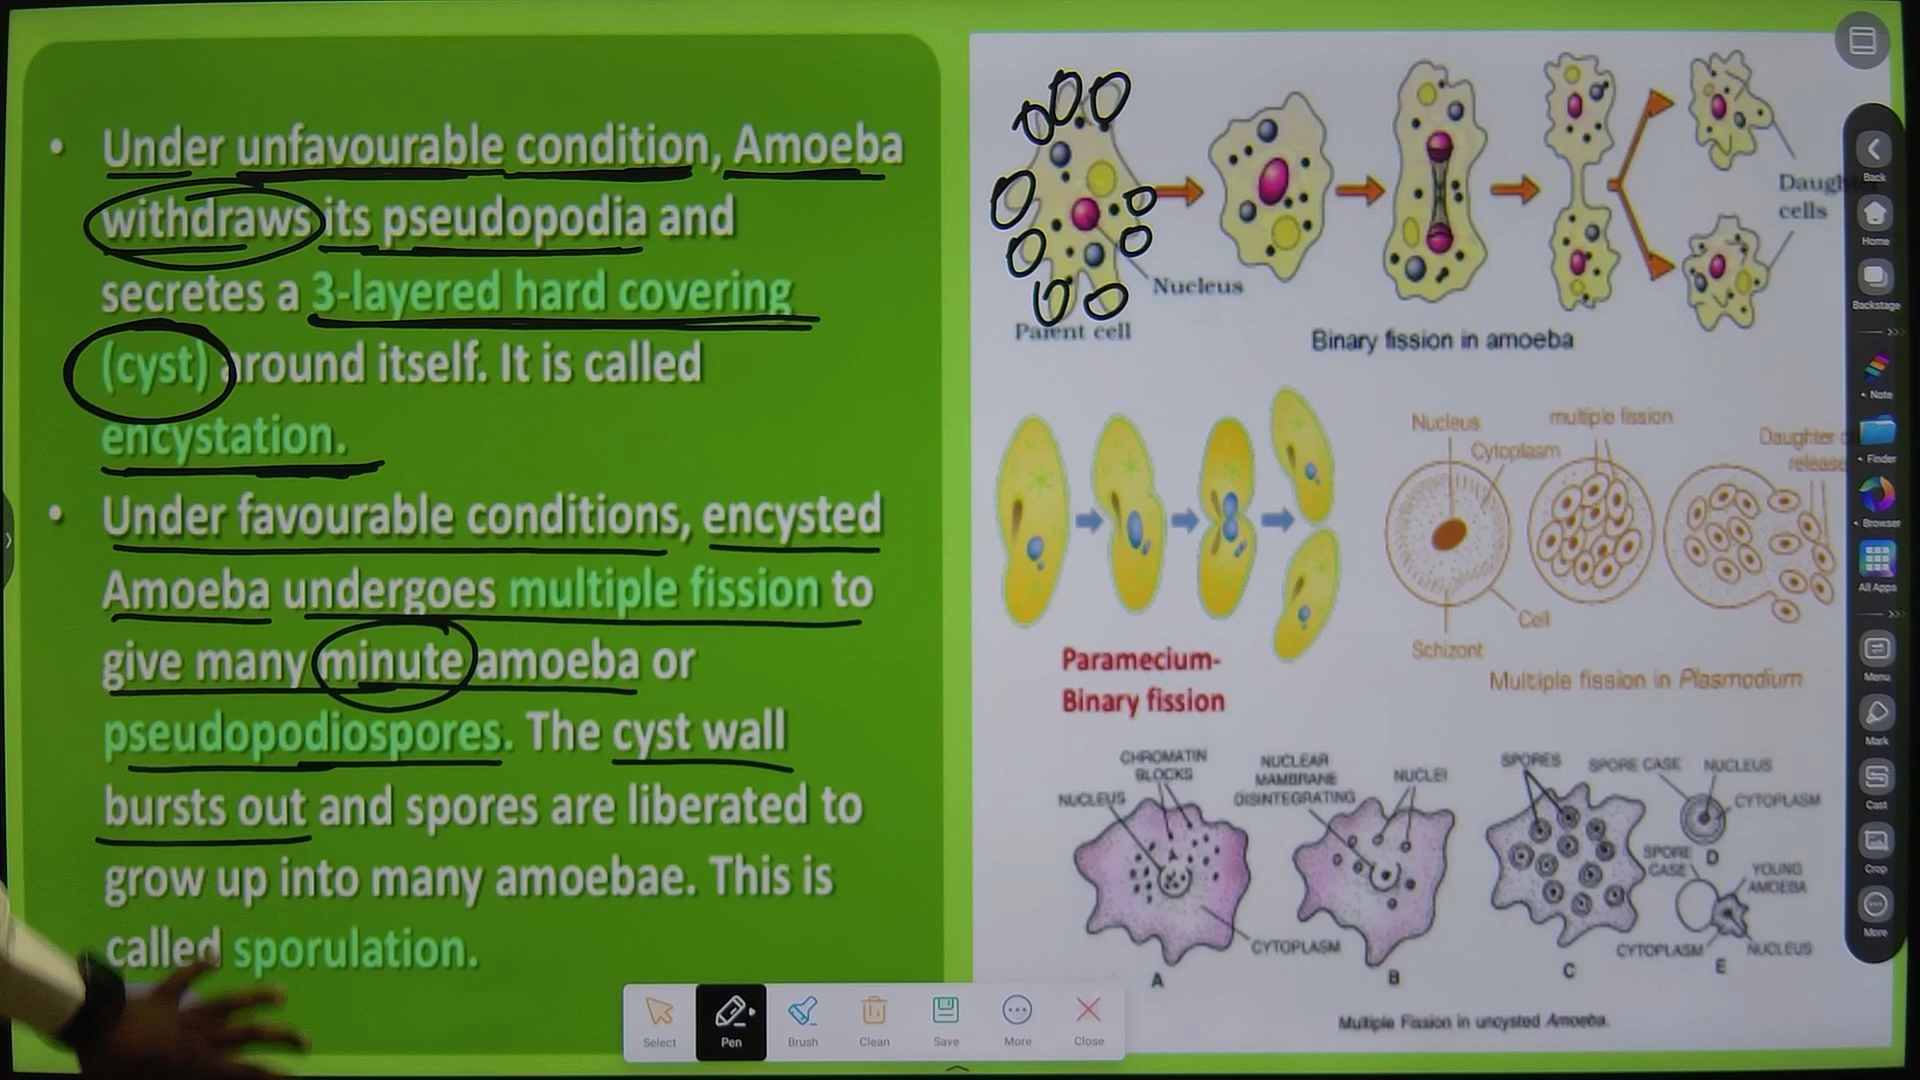 • Under unfavourable condition, Amoeba
withdraws its pseudopodia and
secretes a 3-layered hard covering
(cyst) around itself. It is called
encystation.
• Under favourable conditions, encysted
Amoeba undergoes multiple fission to
give many minute amoeba or
pseudopodiospores. The cyst wall
bursts out and spores are liberated to
grow up into many amoebae. This is
called sporulation.
Nucleus
Parent cell
Daugh
cells
Binary fission in amoeba
Paramecium-
Binary fission
Nucleus
Cytoplasm
multiple fission
Daughter
release
Cell
Schizont
Multiple fission in Plasmodium
CHROMATIN
BLOCKS
NUCLEUS
CYTOPLASM
A
NUCLEAR
MAMBRANE
DISINTEGRATING
NUCLEI
B
SPORES
C
SPORE CASE
NUCLEUS
CYTOPLASM
D
SPORE
CASE
YOUNG
AMOEBA
CYTOPLASM
NUCLEUS
E
Multiple Fission in uncysted Amoeba.
Back
Home
Backstage
Note
Finder
Browser
All Apps
Menu
Mark
Cast
Crop
More
Select
Pen
Brush
Clean
Save
More
Close